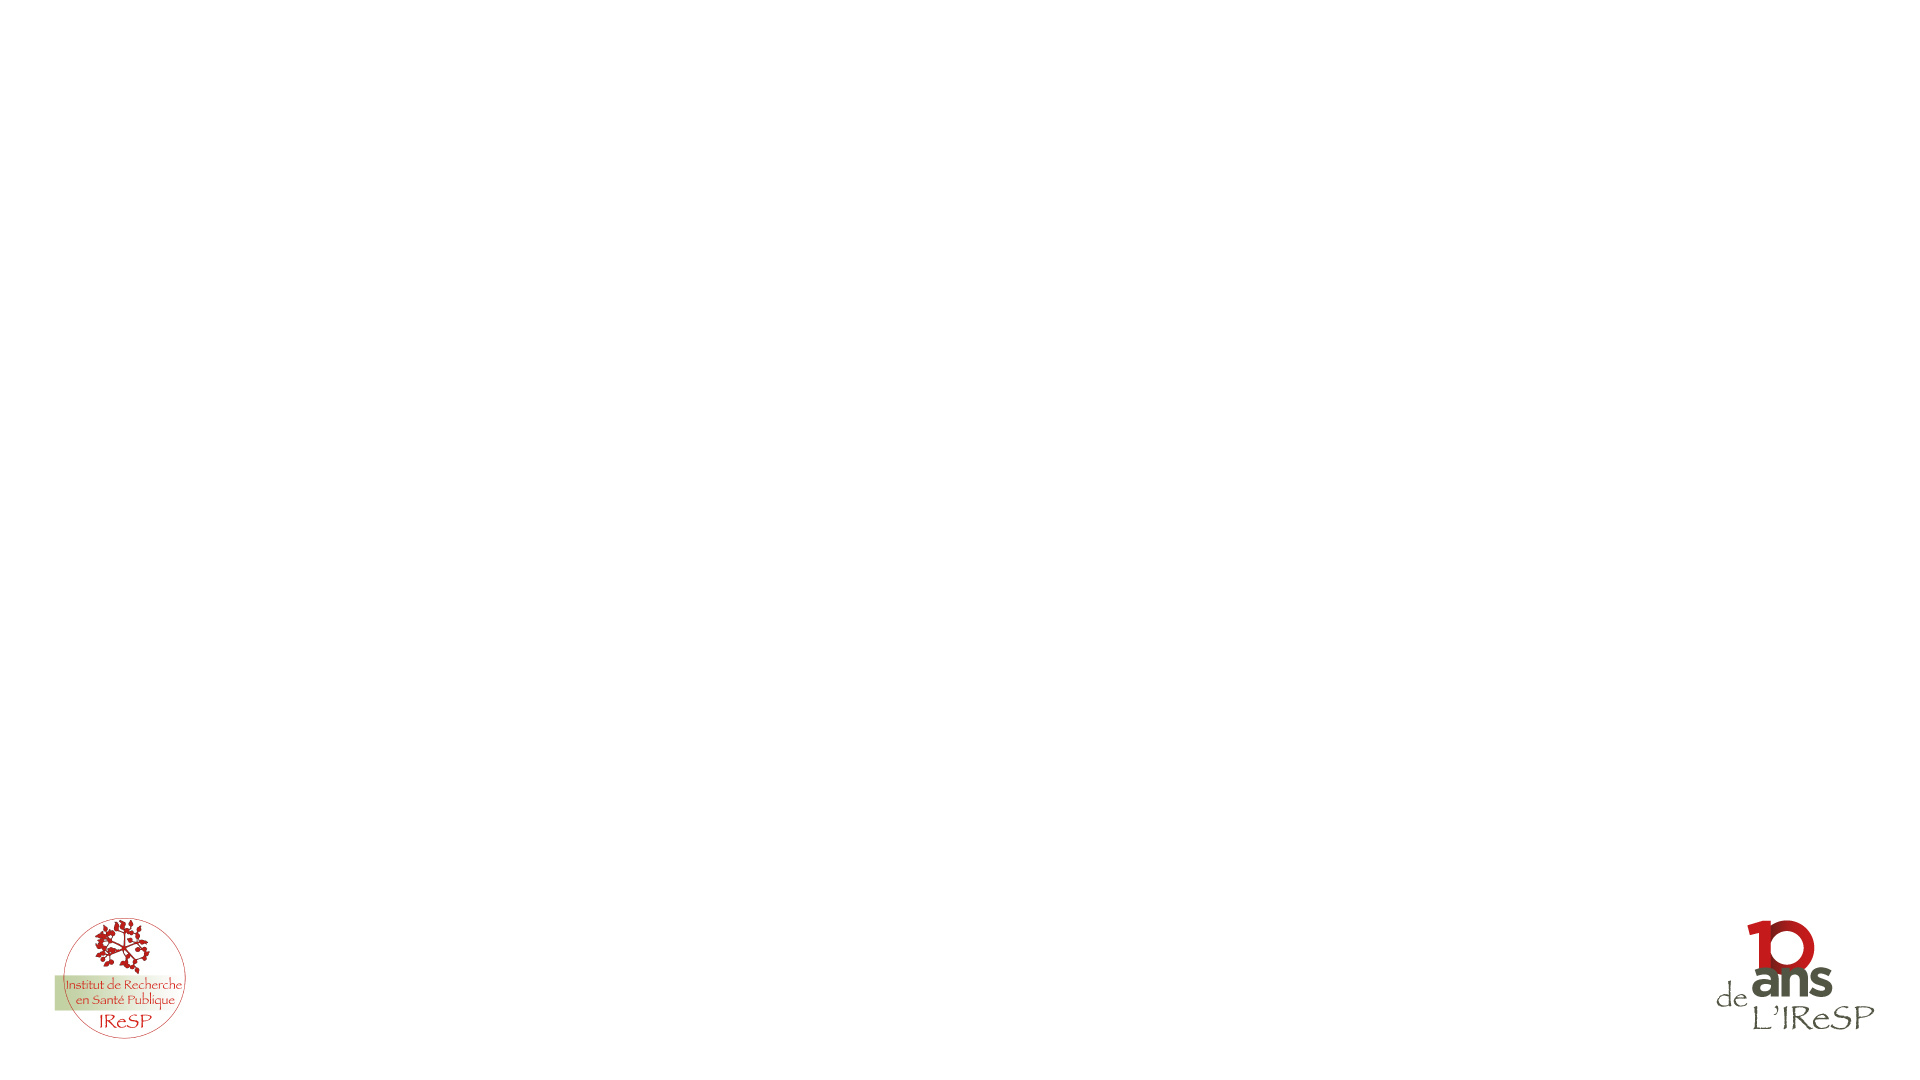 Institut de Recherche
en Santé Publique
IReSP
10
ans
de
L'IReSP